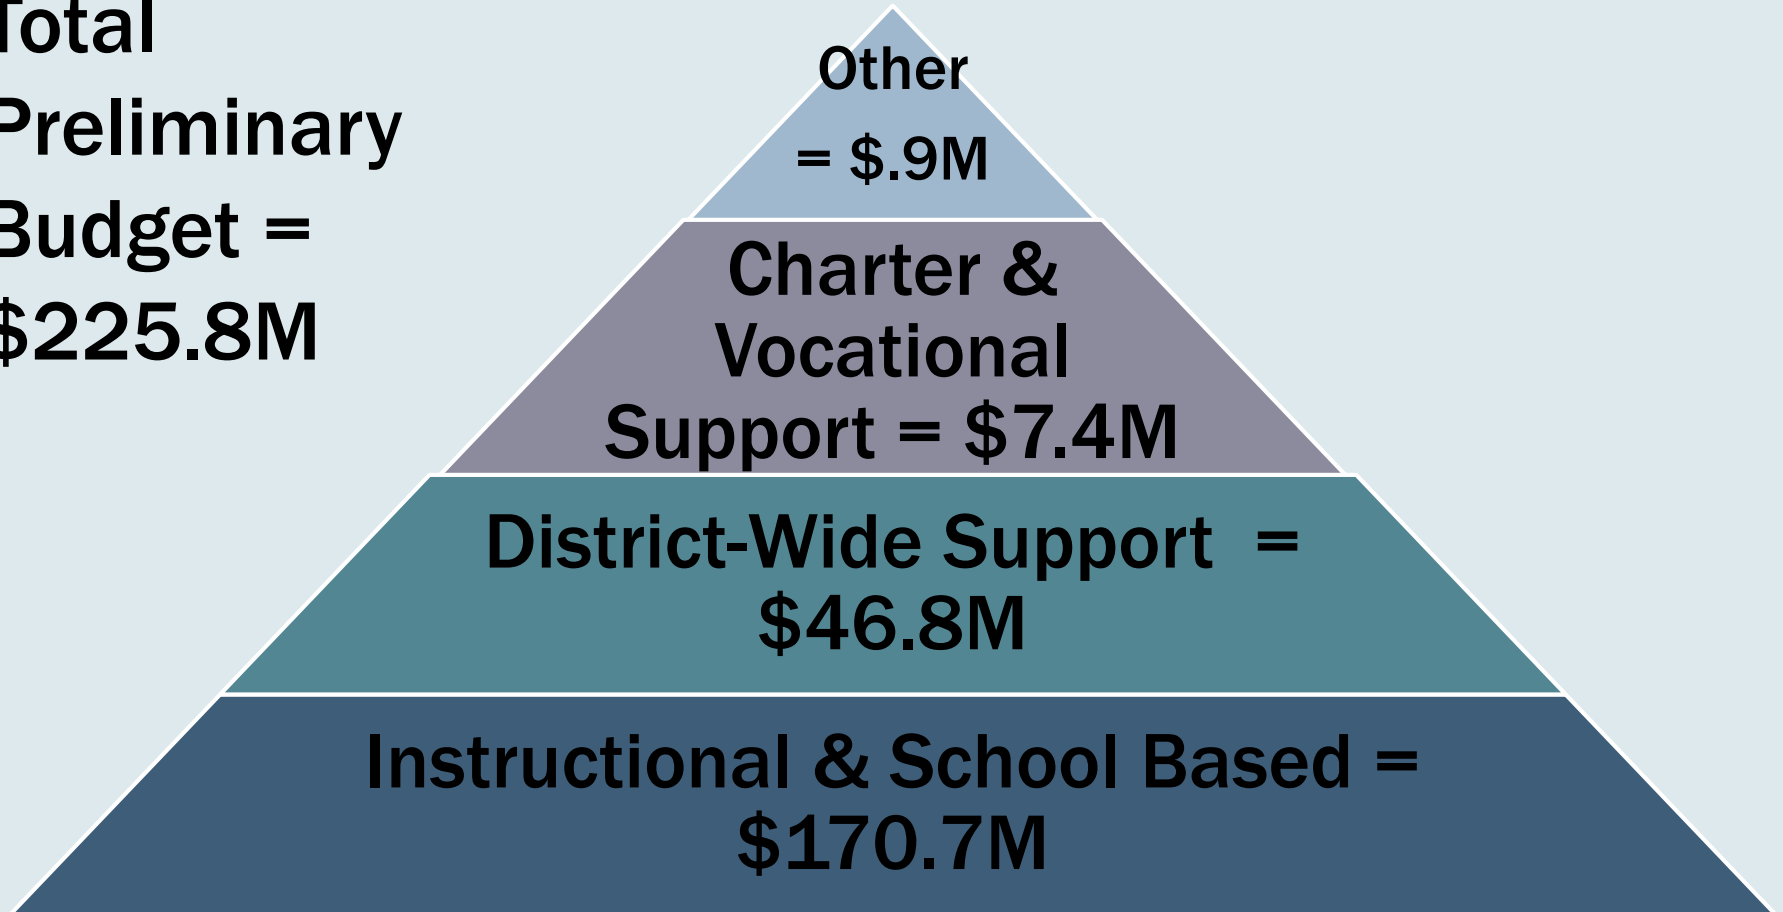 Total
Preliminary
Budget =
$225.8M
Other
= $.9M
Charter &
Vocational
Support = $7.4M
District-Wide Support =
$46.8M
Instructional & School Based =
$170.7M